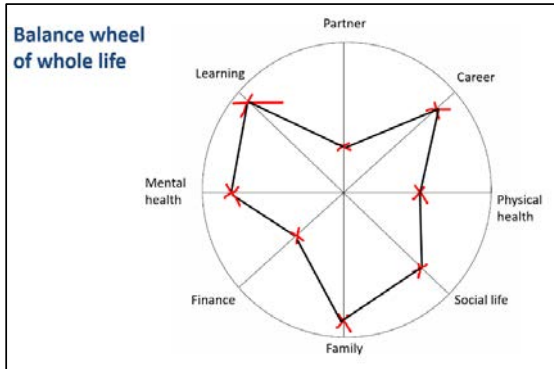 Balance wheel
of whole life
Partner
Learning
Career
Mental
health
Physical
health
Finance
Social life
Family